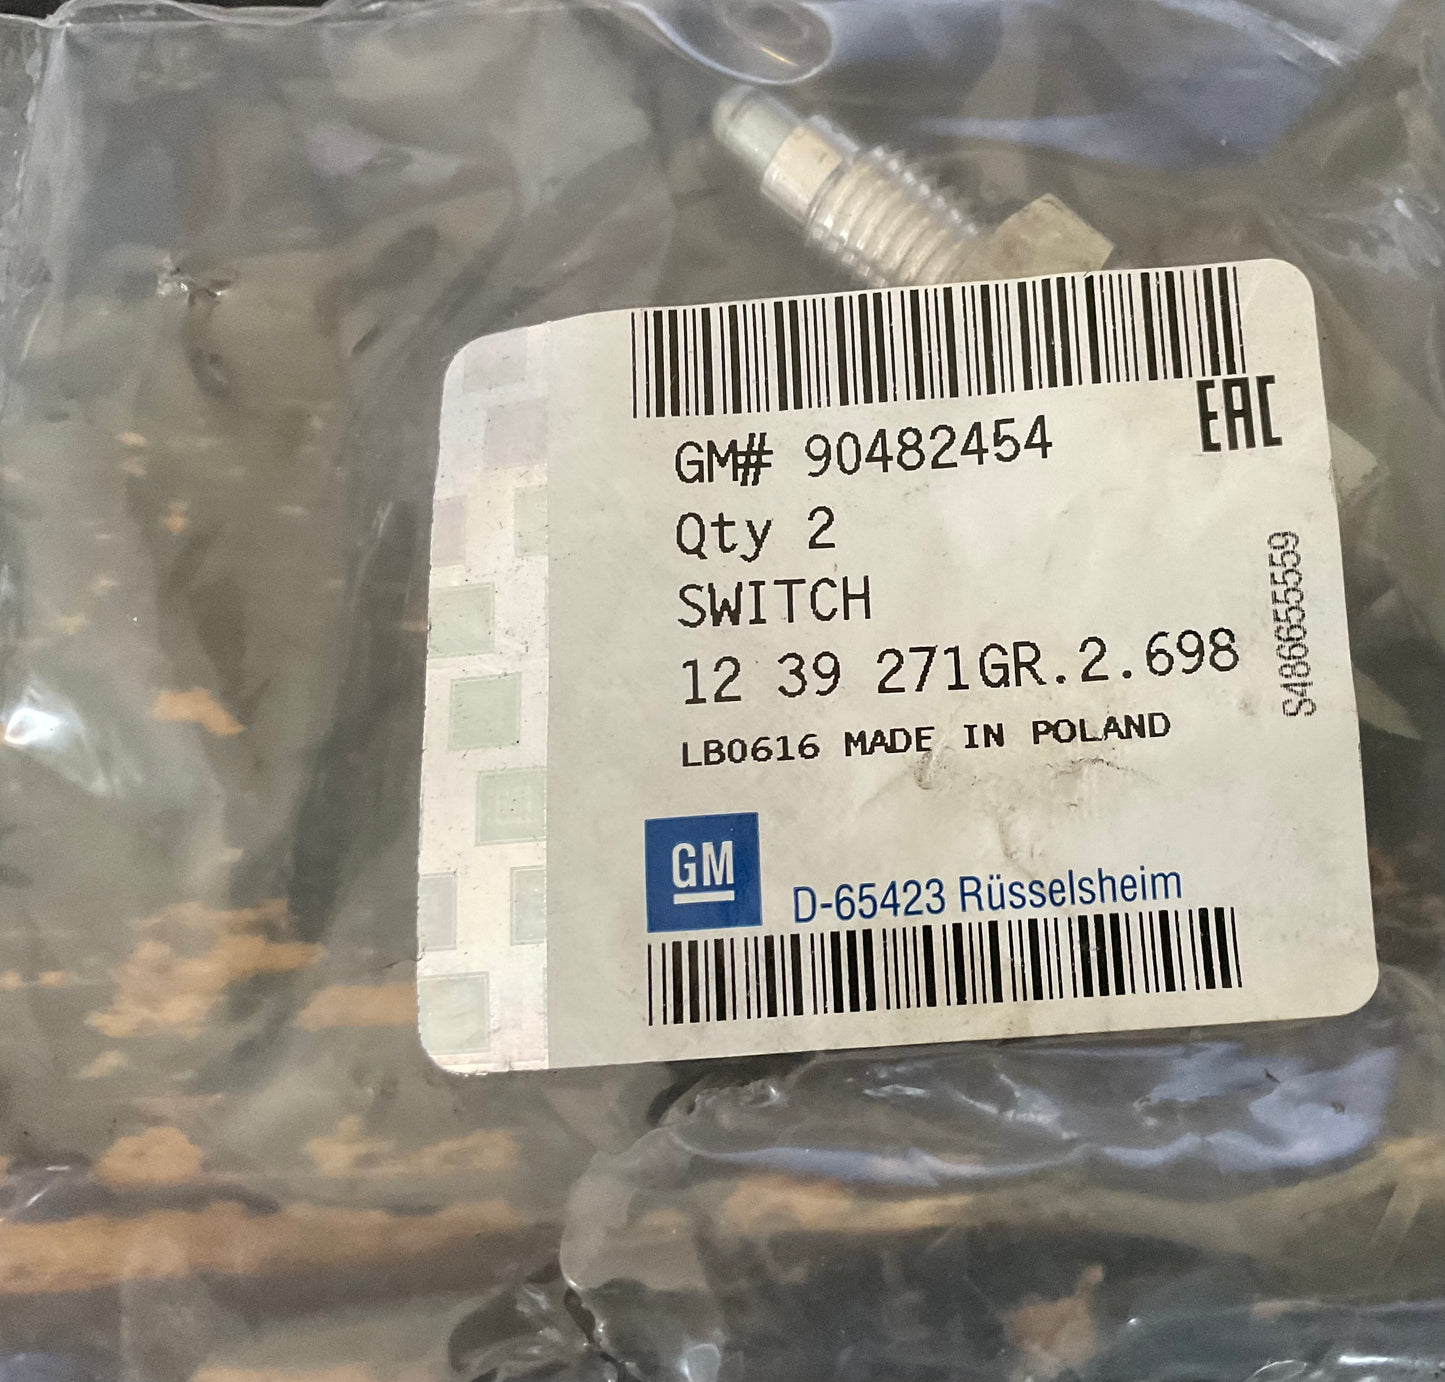 EAC
GM# 90482454
Qty 2
SWITCH
12 39 271GR.2.698
LB0616 MADE IN POLAND
S486655559
GM
D-65423 Rüsselsheim